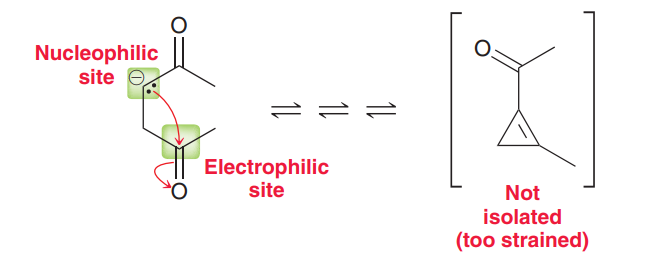 O
Nucleophilic
site ⊖
O
Electrophilic
site
O
Not
isolated
(too strained)